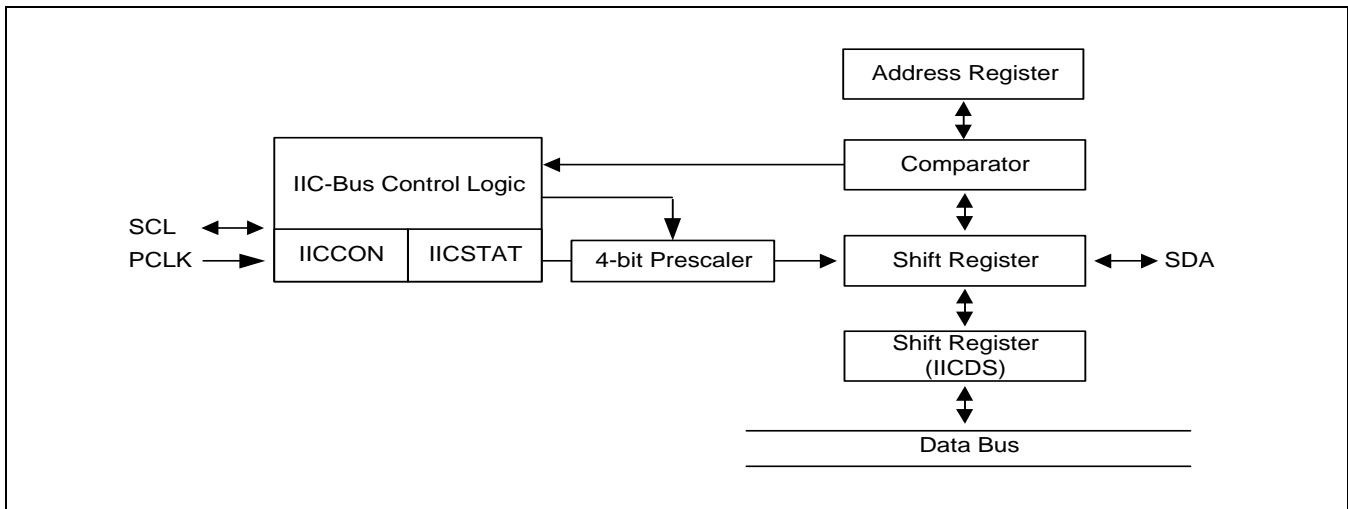 Address Register
Comparator
IIC-Bus Control Logic
SCL
PCLK
IICCON
IICSTAT
4-bit Prescaler
Shift Register
SDA
Shift Register
(IICDS)
Data Bus